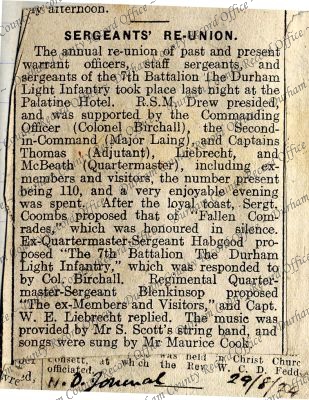 afternoon.
SERGEANTS' RE-UNION.
The annual re-union of past and present
warrant officers, staff sergeants, and
sergeants of the 7th Battalion The Durham
Light Infantry took place last night at the
Palatine Hotel. R.S.M. Drew presided,
and was supported by the Commanding
Officer (Colonel Birchall), the Second-
in-Command (Major Laing), and Captains
Thomas (Adjutant), Liebrecht, and
McBeath (Quartermaster), including ex-
members and visitors, the number present
being 110, and a very enjoyable evening
was spent. After the loyal toast, Sergt.
Coombs proposed that of "Fallen Com-
rades," which was honoured in silence.
Ex-Quartermaster-Sergeant Habgood pro-
posed "The 7th Battalion The Durham
Light Infantry," which was responded to
by Col. Birchall. Regimental Quarter-
master-Sergeant Blenkinsop proposed
"The ex-Members and Visitors," and Capt.
W. E. Liebrecht replied. The music was
provided by Mr S. Scott's string band, and
songs were sung by Mr Maurice Cook.
Consett, at which the Rev. W. C. D. Fedd
was held in Christ Churc
officiated.
N. D. Journal 29/8/24